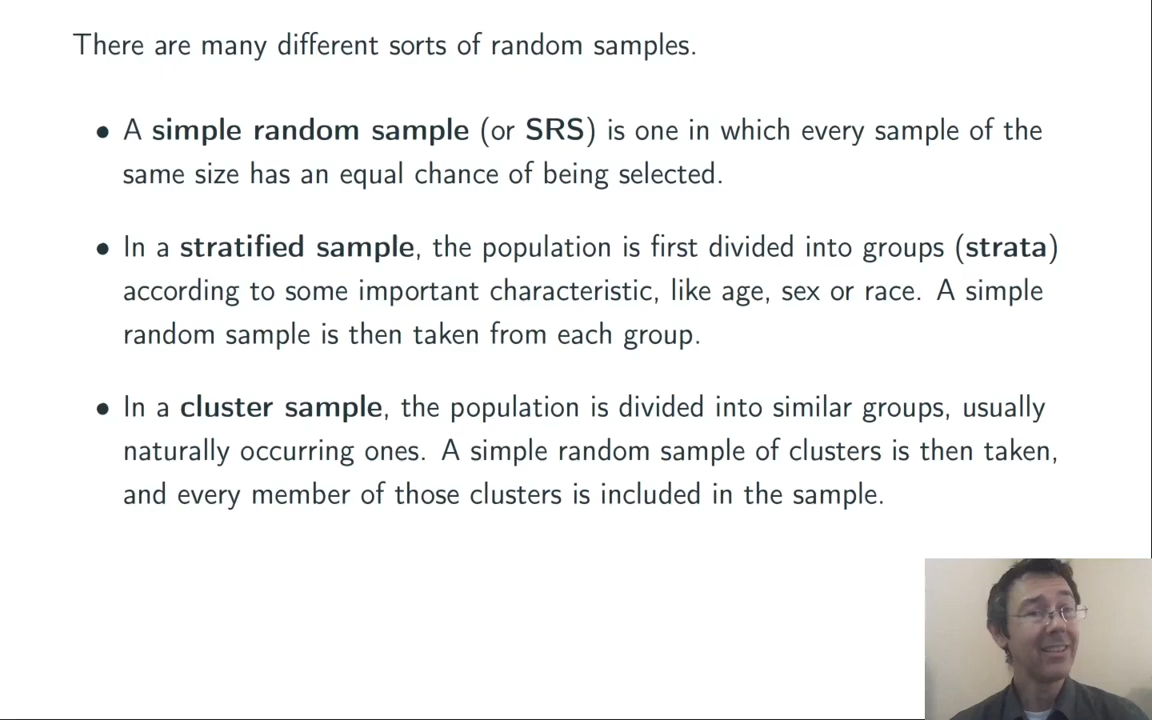 There are many different sorts of random samples.
• A simple random sample (or SRS) is one in which every sample of the
same size has an equal chance of being selected.
• In a stratified sample, the population is first divided into groups (strata)
according to some important characteristic, like age, sex or race. A simple
random sample is then taken from each group.
• In a cluster sample, the population is divided into similar groups, usually
naturally occurring ones. A simple random sample of clusters is then taken,
and every member of those clusters is included in the sample.